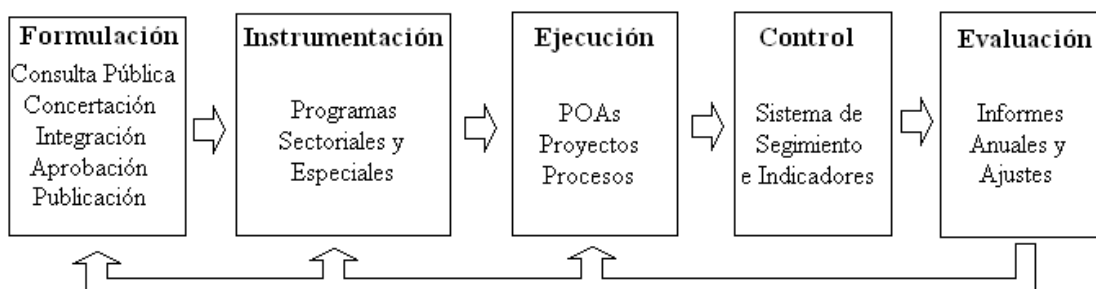 Formulación
Consulta Pública
Concertación
Integración
Aprobación
Publicación
Instrumentación
Programas
Sectoriales y
Especiales
Ejecución
POAs
Proyectos
Procesos
Control
Sistema de
Segimiento
e Indicadores
Evaluación
Informes
Anuales y
Ajustes